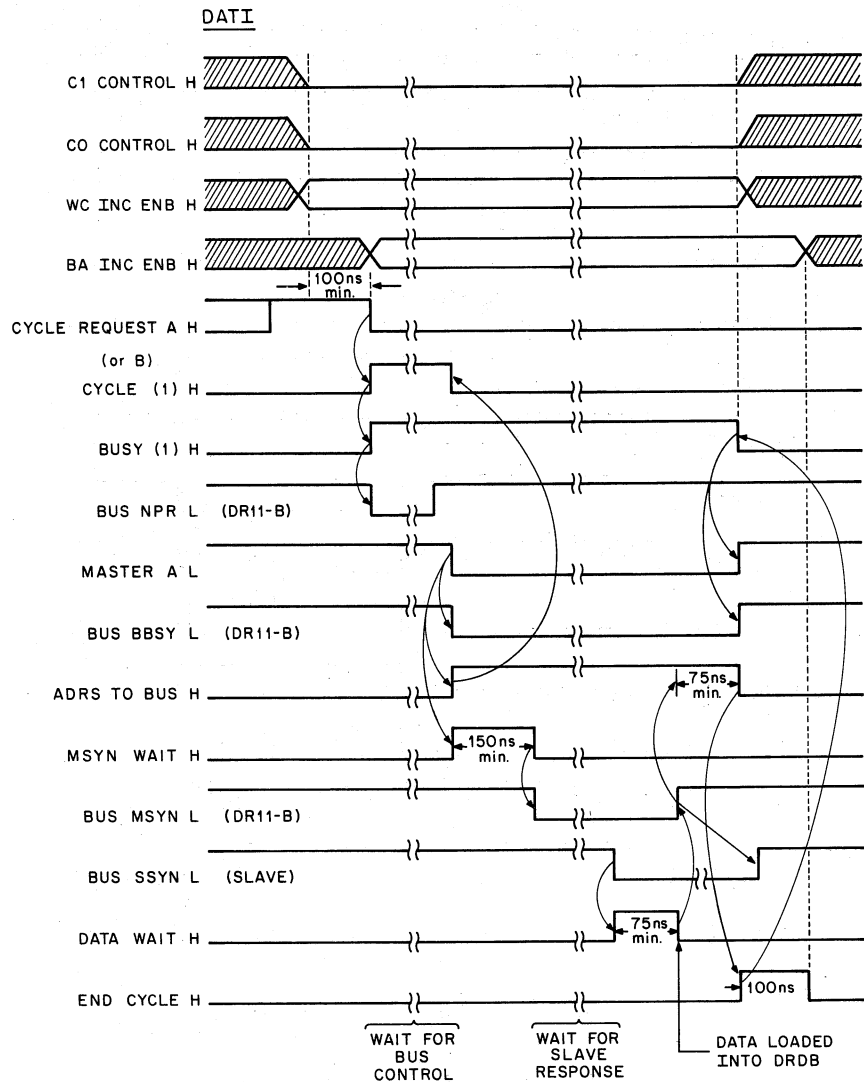 DATI
C1 CONTROL H
CO CONTROL H
WC INC ENB H
BA INC ENB H
100ns
min.
CYCLE REQUEST A H
(or B)
CYCLE (1) H
BUSY (1) H
BUS NPR L (DR11-B)
MASTER A L
BUS BBSY L (DR11-B)
ADRS TO BUS H
75ns
min.
MSYN WAIT H
150ns
min.
BUS MSYN L (DR11-B)
BUS SSYN L (SLAVE)
DATA WAIT H
75ns
min.
END CYCLE H
100ns
WAIT FOR
BUS
CONTROL
WAIT FOR
SLAVE
RESPONSE
DATA LOADED
INTO DRDB